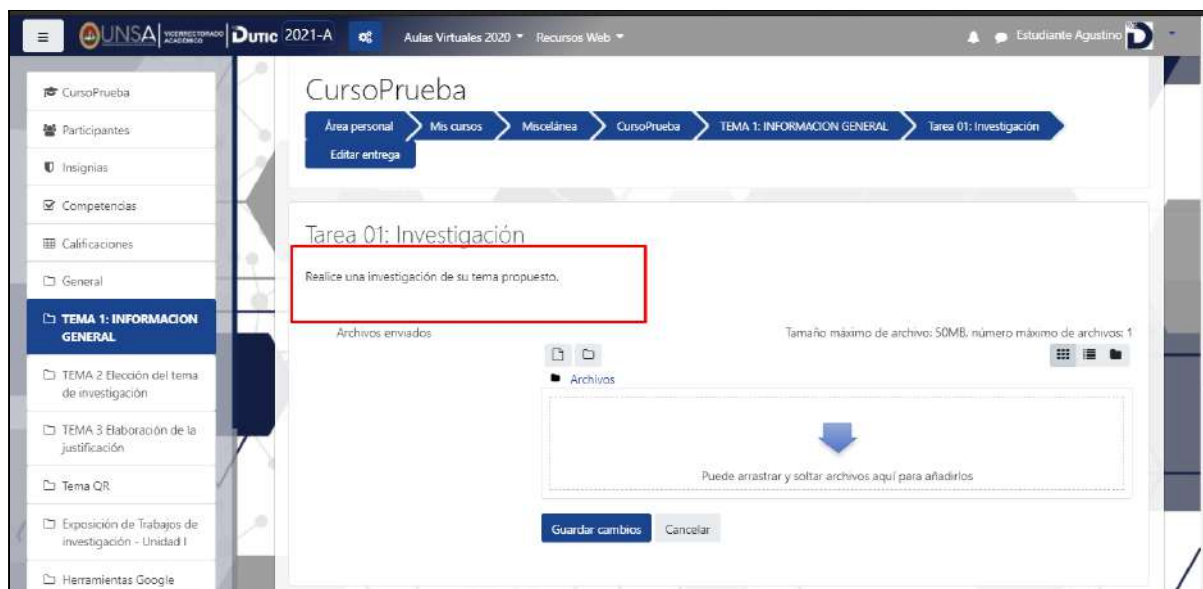 UNSA VICERRECTORADO ACADÉMICO DUTIC 2021-A Aulas Virtuales 2020 Recursos Web Estudiante Agustino
CursoPrueba
Participantes
Insignias
Competencias
Calificaciones
General
TEMA 1: INFORMACION
GENERAL
TEMA 2 Elección del tema
de investigación
TEMA 3 Elaboración de la
justificación
Tema QR
Exposición de Trabajos de
investigación - Unidad I
Herramientas Google
CursoPrueba
Área personal Mis cursos Miscelánea CursoPrueba TEMA 1: INFORMACION GENERAL Tarea 01: Investigación
Editar entrega
Tarea 01: Investigación
Realice una investigación de su tema propuesto.
Archivos enviados Tamaño máximo de archivo: 50MB, número máximo de archivos: 1
Archivos
Puede arrastrar y soltar archivos aquí para añadirlos
Guardar cambios Cancelar